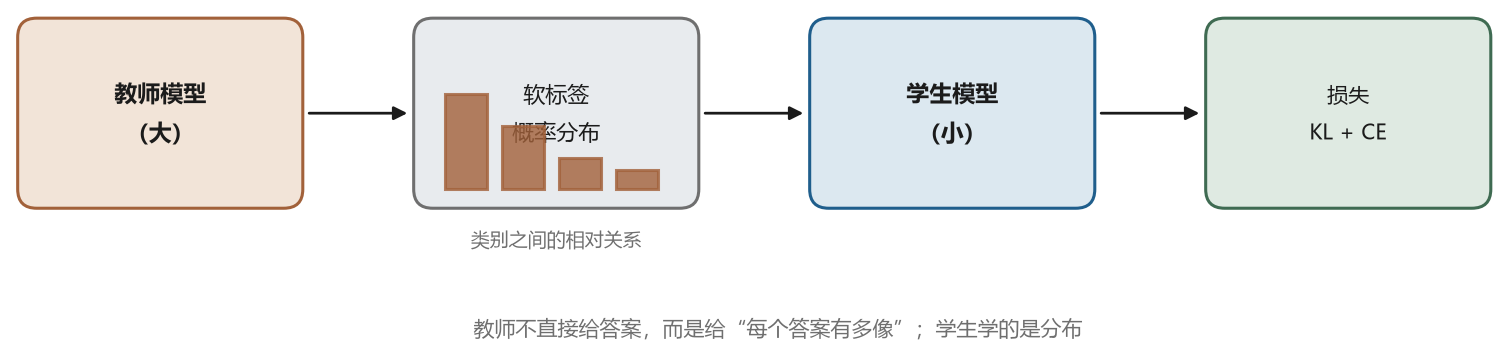 教师模型
（大）
软标签
概率分布
学生模型
（小）
损失
KL + CE
类别之间的相对关系
教师不直接给答案，而是给“每个答案有多像”；学生学的是分布